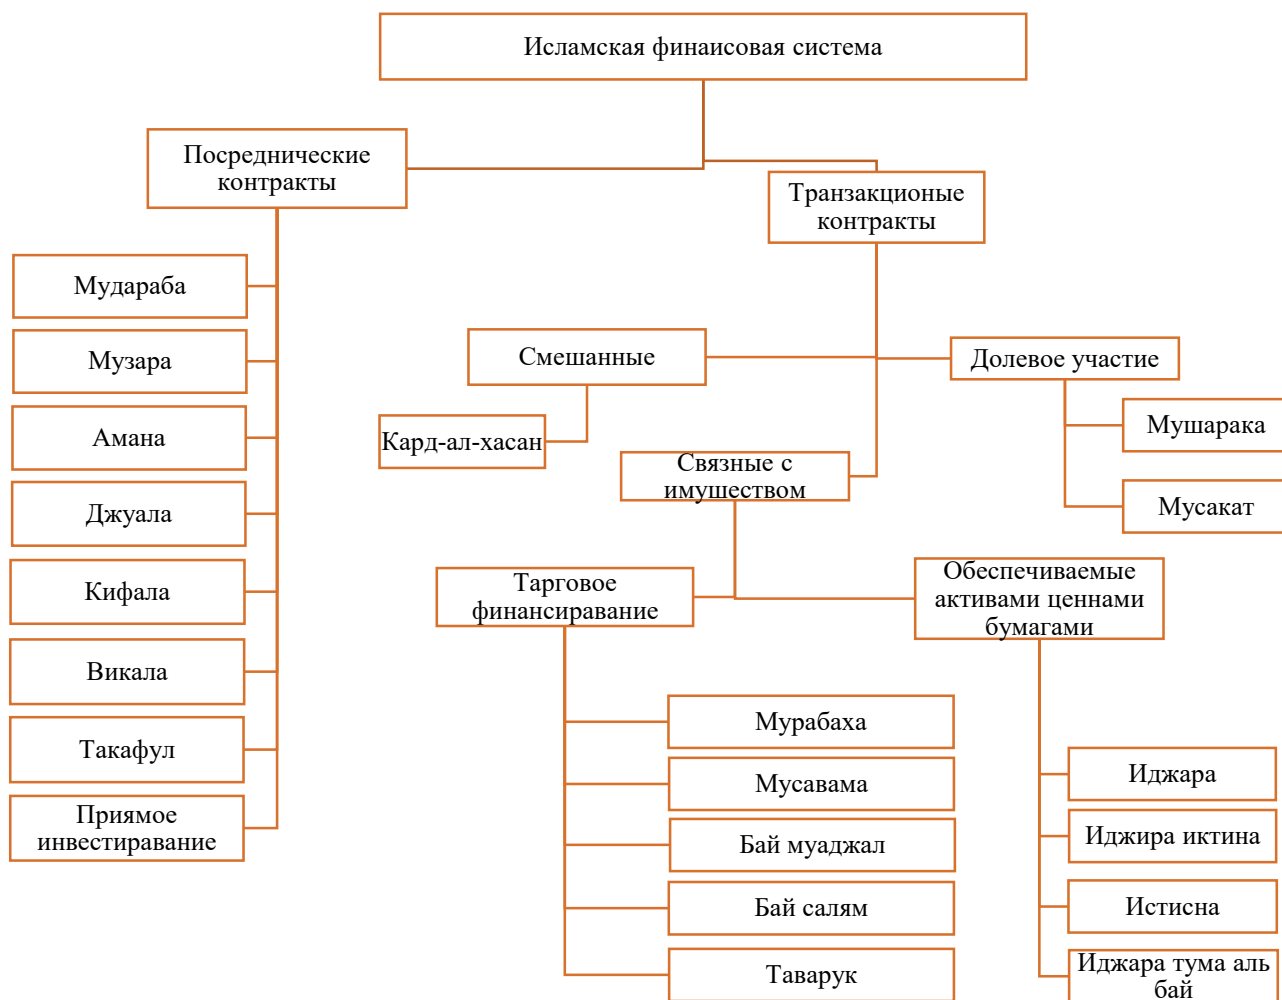 Исламская финаисовая система
Посреднические
контракты
Транзакционые
контракты
Мудараба
Музара
Амана
Джуала
Кифала
Викала
Такафул
Приямое
инвестиравание
Смешанные
Кард-ал-хасан
Долевое участие
Мушарака
Мусакат
Связные с
имуществом
Тарговое
финансиравание
Мурабаха
Мусавама
Бай муаджал
Бай салям
Таварук
Обеспечиваемые
активами ценнами
бумагами
Иджара
Иджира иктина
Истисна
Иджара тума аль
бай